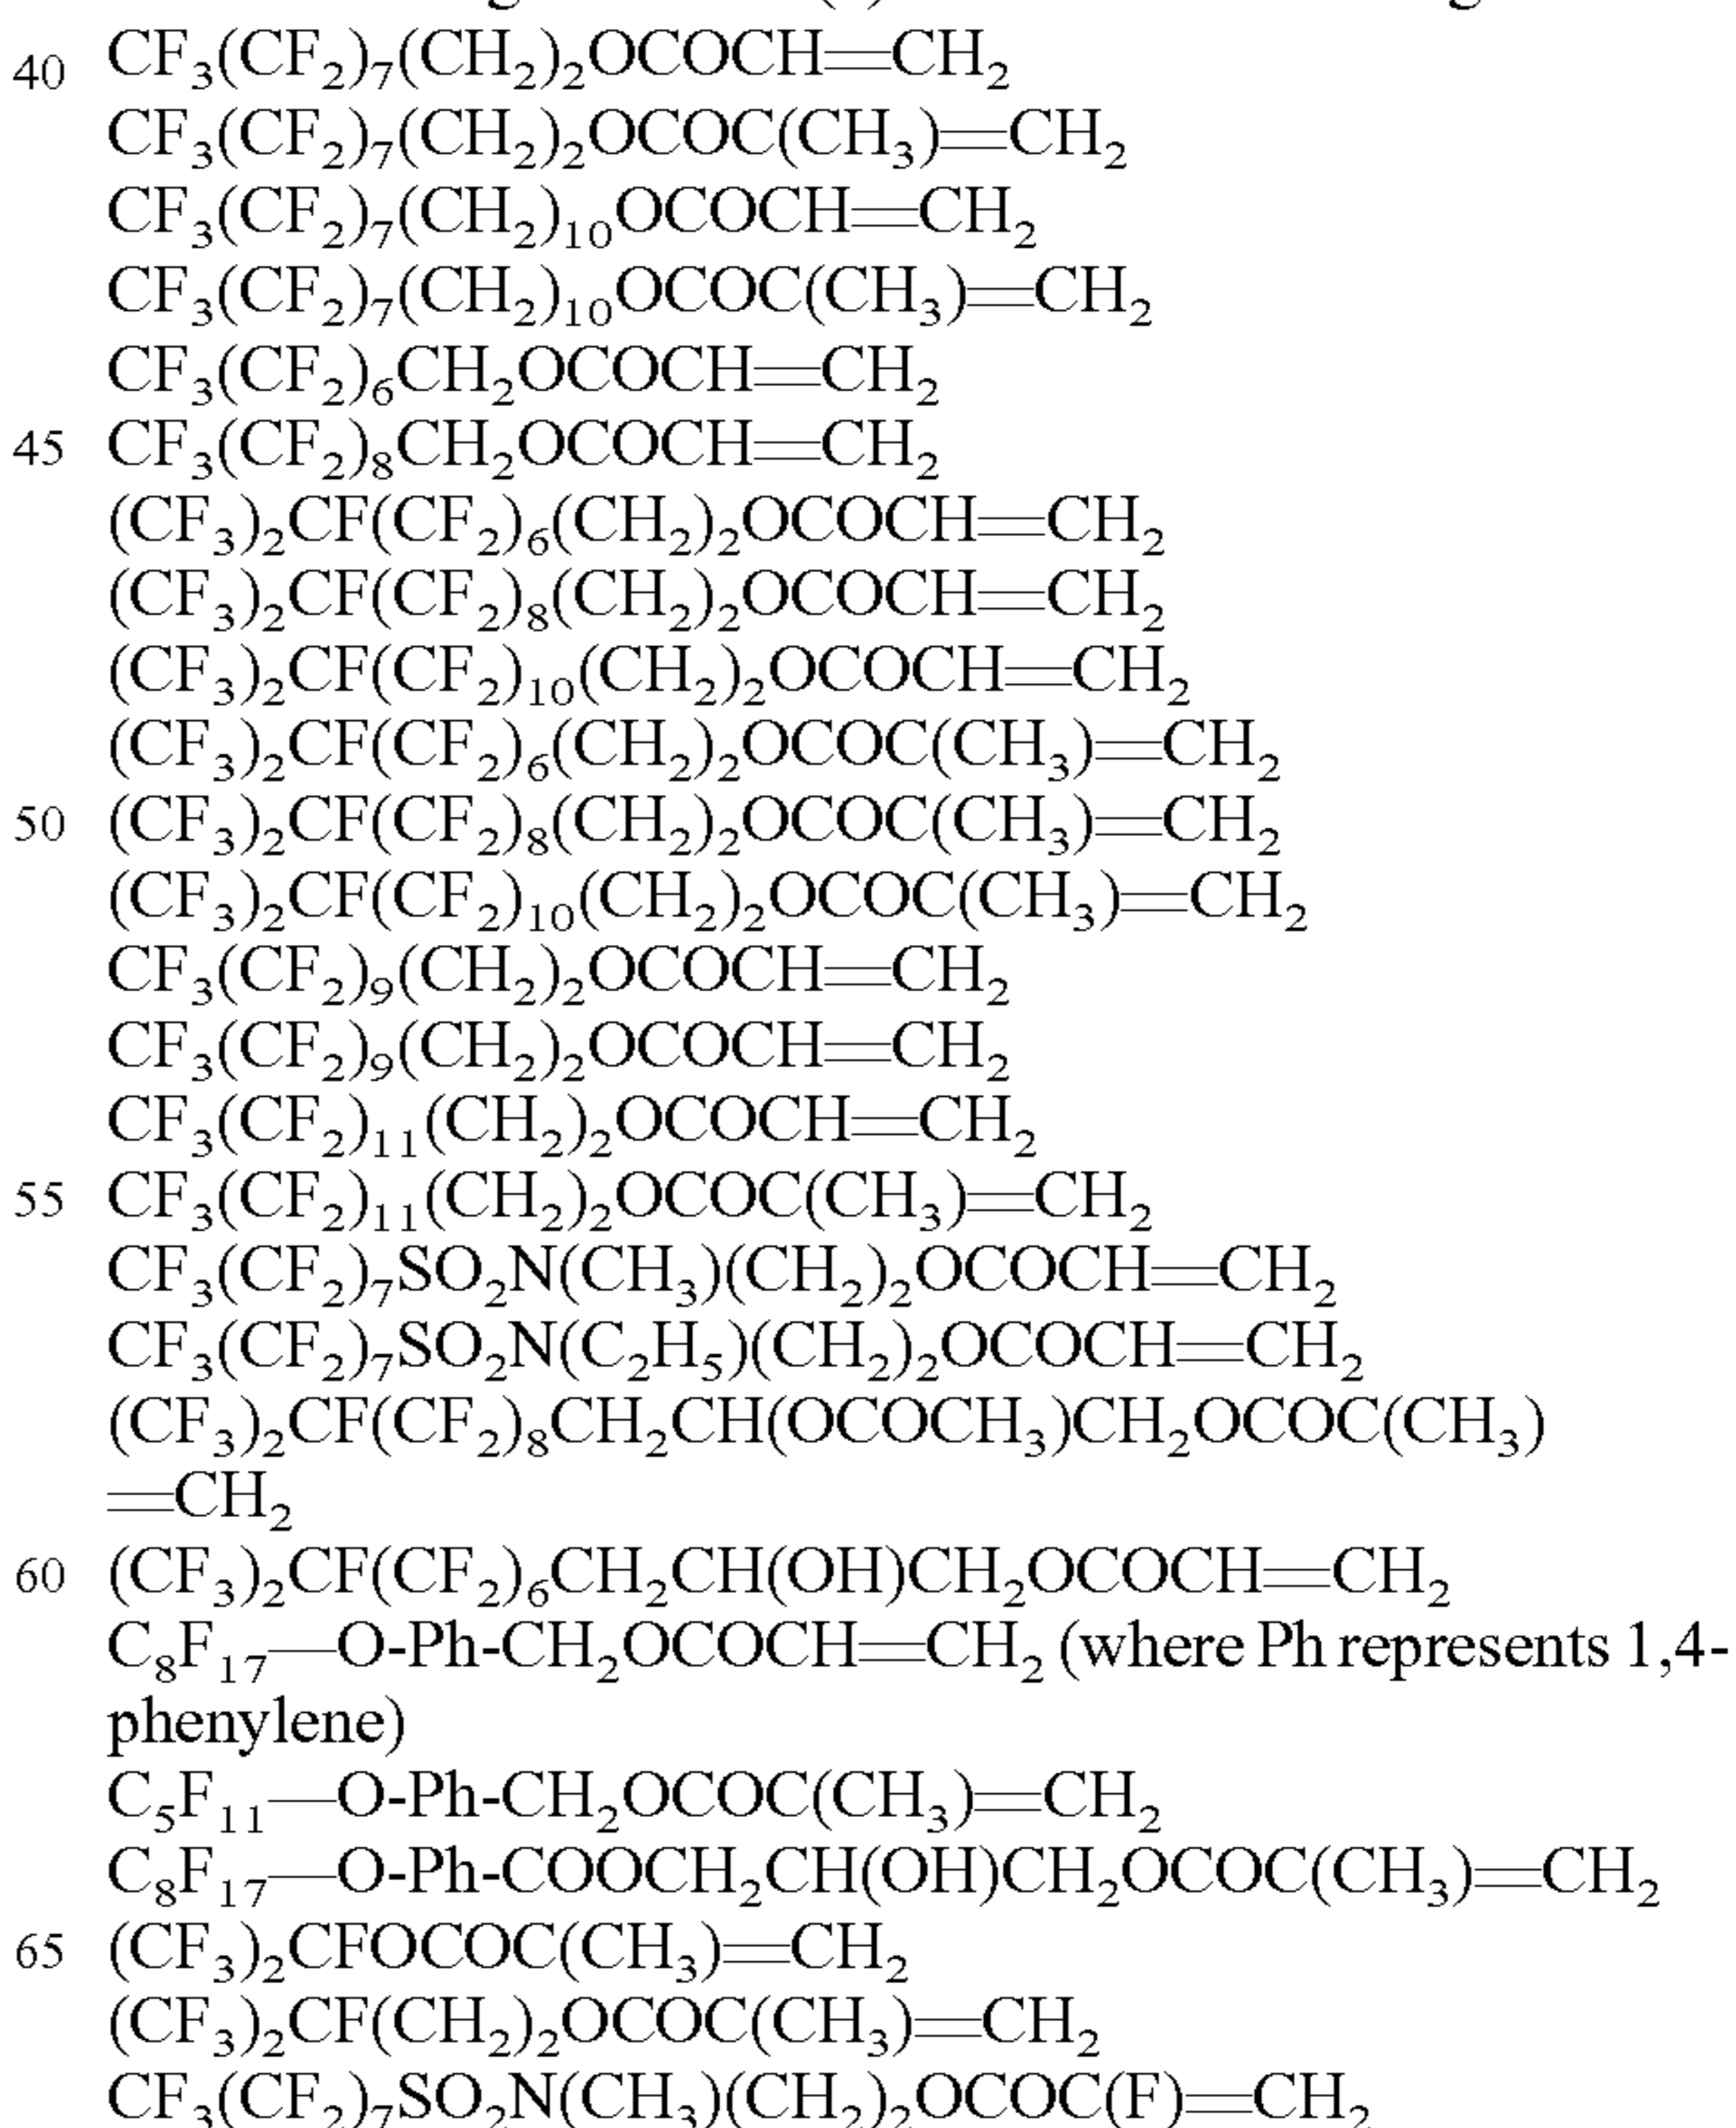 40 CF₃(CF₂)₇(CH₂)₂OCOCH═CH₂
CF₃(CF₂)₇(CH₂)₂OCOC(CH₃)═CH₂
CF₃(CF₂)₇(CH₂)₁₀OCOCH═CH₂
CF₃(CF₂)₇(CH₂)₁₀OCOC(CH₃)═CH₂
CF₃(CF₂)₆CH₂OCOCH═CH₂
45 CF₃(CF₂)₈CH₂OCOCH═CH₂
(CF₃)₂CF(CF₂)₆(CH₂)₂OCOCH═CH₂
(CF₃)₂CF(CF₂)₈(CH₂)₂OCOCH═CH₂
(CF₃)₂CF(CF₂)₁₀(CH₂)₂OCOCH═CH₂
(CF₃)₂CF(CF₂)₆(CH₂)₂OCOC(CH₃)═CH₂
50 (CF₃)₂CF(CF₂)₈(CH₂)₂OCOC(CH₃)═CH₂
(CF₃)₂CF(CF₂)₁₀(CH₂)₂OCOC(CH₃)═CH₂
CF₃(CF₂)₉(CH₂)₂OCOCH═CH₂
CF₃(CF₂)₉(CH₂)₂OCOCH═CH₂
CF₃(CF₂)₁₁(CH₂)₂OCOCH═CH₂
55 CF₃(CF₂)₁₁(CH₂)₂OCOC(CH₃)═CH₂
CF₃(CF₂)₇SO₂N(CH₃)(CH₂)₂OCOCH═CH₂
CF₃(CF₂)₇SO₂N(C₂H₅)(CH₂)₂OCOCH═CH₂
(CF₃)₂CF(CF₂)₈CH₂CH(OCOCH₃)CH₂OCOC(CH₃)
═CH₂
60 (CF₃)₂CF(CF₂)₆CH₂CH(OH)CH₂OCOCH═CH₂
C₈F₁₇—O-Ph-CH₂OCOCH═CH₂ (where Ph represents 1,4-
phenylene)
C₅F₁₁—O-Ph-CH₂OCOC(CH₃)═CH₂
C₈F₁₇—O-Ph-COOCH₂CH(OH)CH₂OCOC(CH₃)═CH₂
65 (CF₃)₂CFOCOC(CH₃)═CH₂
(CF₃)₂CF(CH₂)₂OCOC(CH₃)═CH₂
CF₃(CF₂)₇SO₂N(CH₃)(CH₂)₂OCOC(F)═CH₂